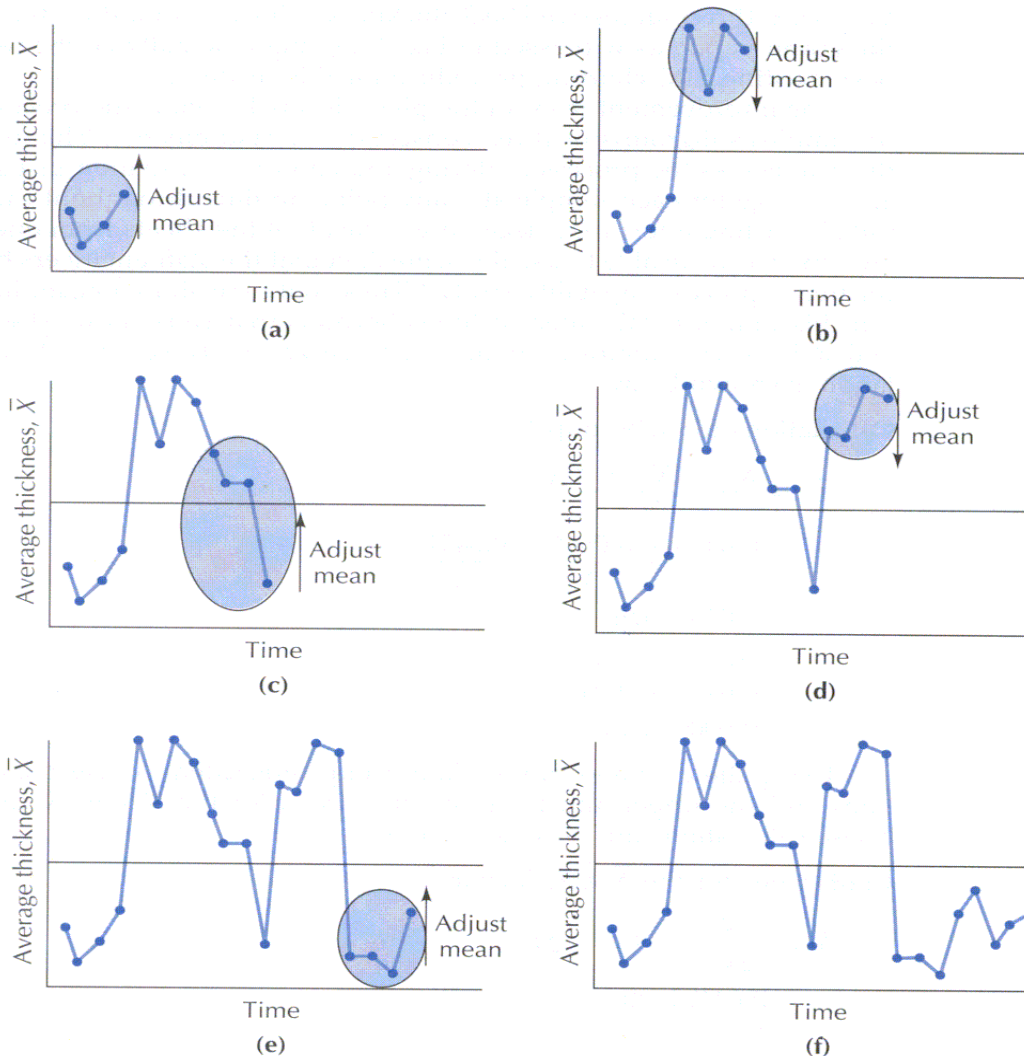 Average thickness, X̄
Adjust
mean
Time
(a)
Average thickness, X̄
Adjust
mean
Time
(b)
Average thickness, X̄
Adjust
mean
Time
(c)
Average thickness, X̄
Adjust
mean
Time
(d)
Average thickness, X̄
Adjust
mean
Time
(e)
Average thickness, X̄
Time
(f)